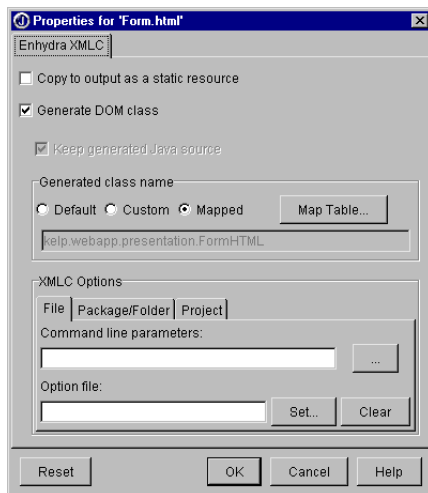 Properties for 'Form.html'
Enhydra XMLC
Copy to output as a static resource
Generate DOM class
Keep generated Java source
Generated class name
Default Custom Mapped Map Table...
kelp.webapp.presentation.FormHTML
XMLC Options
File Package/Folder Project
Command line parameters:
...
Option file:
Set... Clear
Reset OK Cancel Help